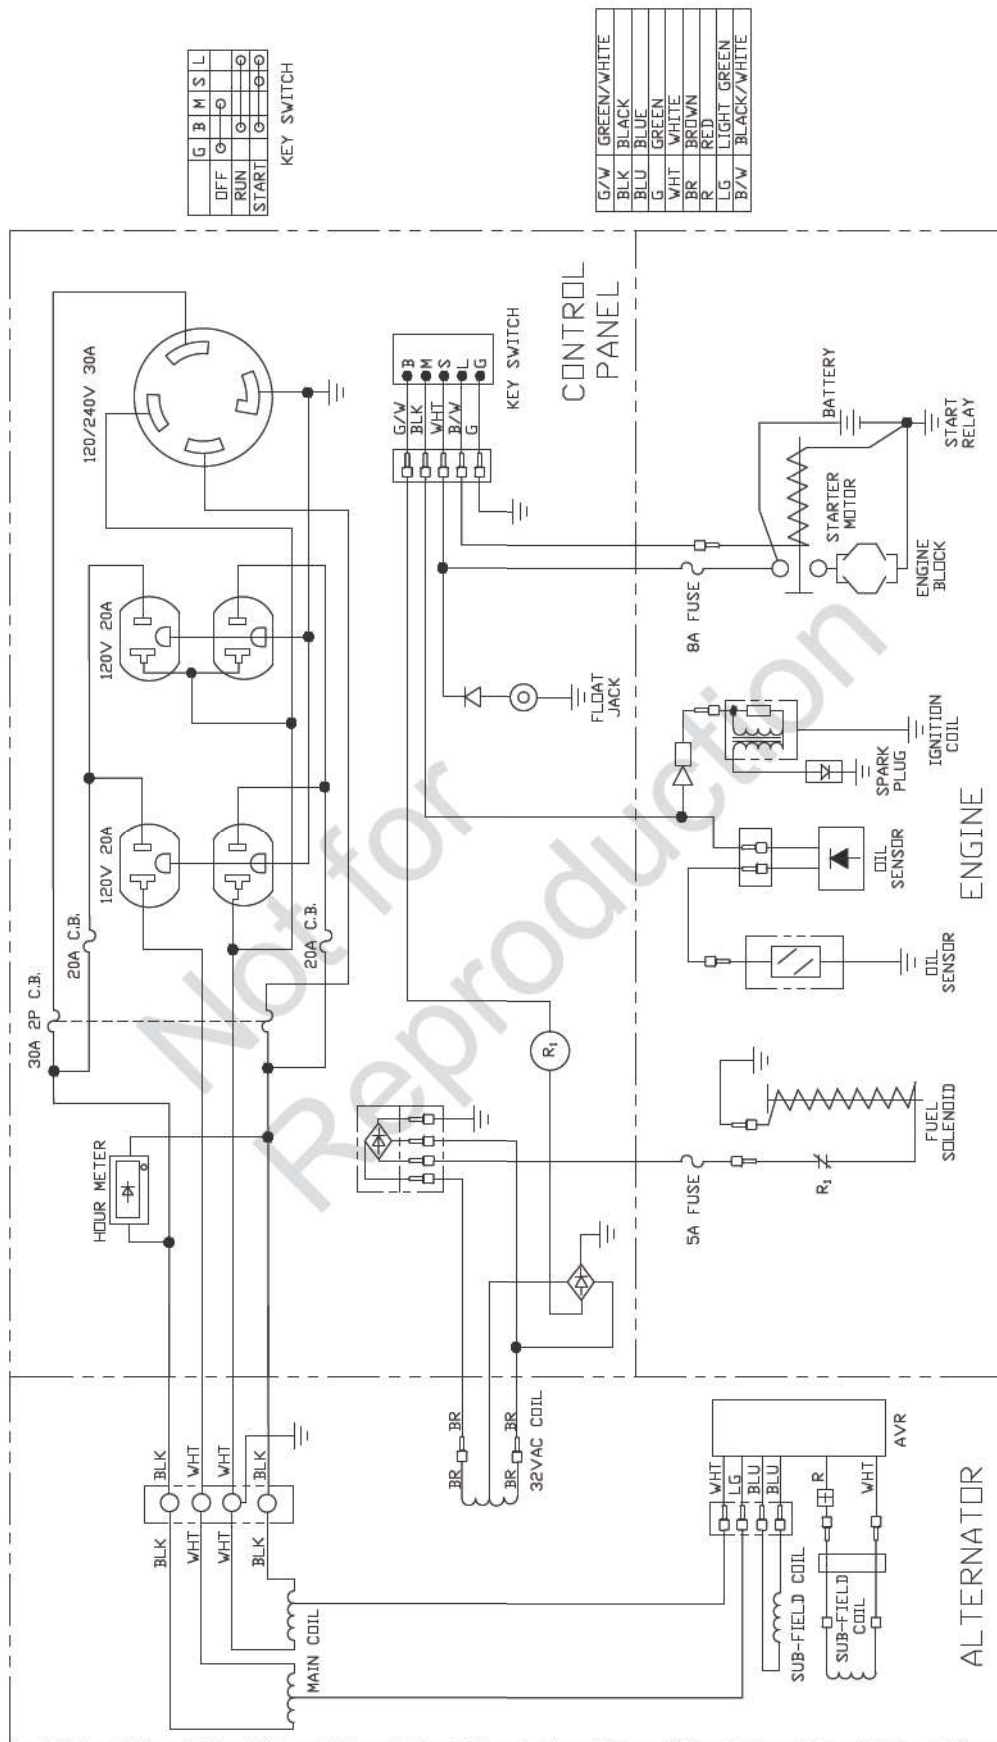 G B M S L
OFF
RUN
START
KEY SWITCH
G/W GREEN/WHITE
BLK BLACK
BLU BLUE
G GREEN
WHT WHITE
BR BROWN
R RED
LG LIGHT GREEN
B/W BLACK/WHITE
30A 2P C.B.
20A C.B.
20A C.B.
120V 20A
120V 20A
120/240V 30A
HOUR METER
CONTROL
PANEL
KEY SWITCH
B
M
S
L
G
G/W
BLK
WHT
B/W
G
FLOAT
JACK
R1
8A FUSE
5A FUSE
R1
FUEL
SOLENOID
OIL
SENSOR
OIL
SENSOR
SPARK
PLUG
IGNITION
COIL
ENGINE
BLOCK
STARTER
MOTOR
BATTERY
START
RELAY
ENGINE
BLK
WHT
WHT
BLK
BLK
WHT
WHT
BLK
MAIN COIL
BR
BR
BR
BR
32VAC COIL
WHT
LG
BLU
BLU
R
WHT
AVR
SUB-FIELD COIL
SUB-FIELD
COIL
ALTERNATOR
Not for
Reproduction